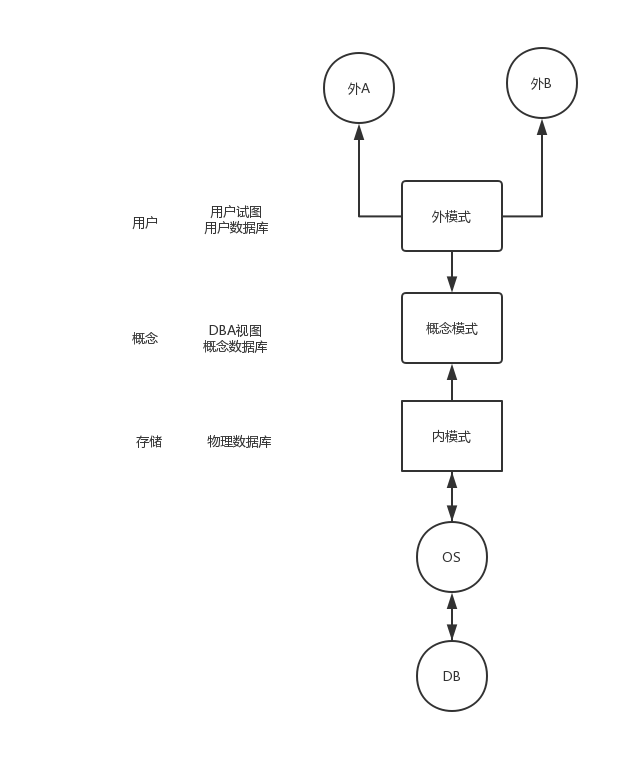 外A
外B
用户
用户试图
用户数据库
外模式
概念
DBA视图
概念数据库
概念模式
存储
物理数据库
内模式
OS
DB